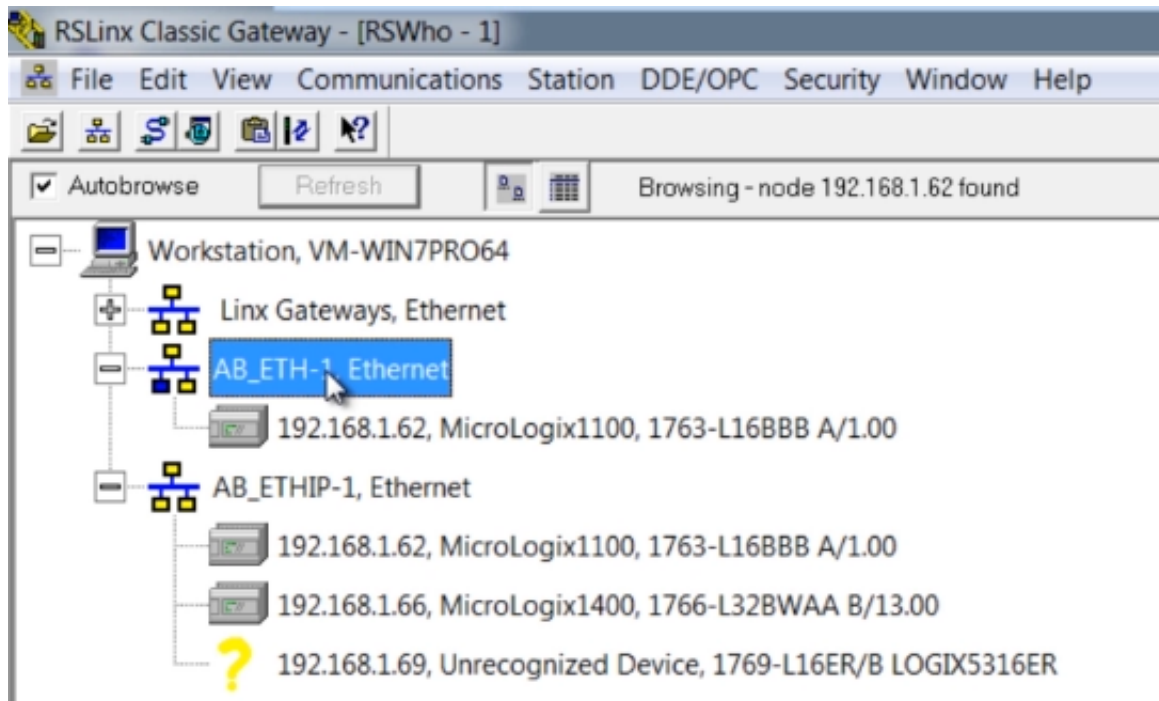 RSLinx Classic Gateway - [RSWho - 1]
File Edit View Communications Station DDE/OPC Security Window Help
Autobrowse Refresh Browsing - node 192.168.1.62 found
Workstation, VM-WIN7PRO64
Linx Gateways, Ethernet
AB_ETH-1, Ethernet
192.168.1.62, MicroLogix1100, 1763-L16BBB A/1.00
AB_ETHIP-1, Ethernet
192.168.1.62, MicroLogix1100, 1763-L16BBB A/1.00
192.168.1.66, MicroLogix1400, 1766-L32BWAA B/13.00
192.168.1.69, Unrecognized Device, 1769-L16ER/B LOGIX5316ER